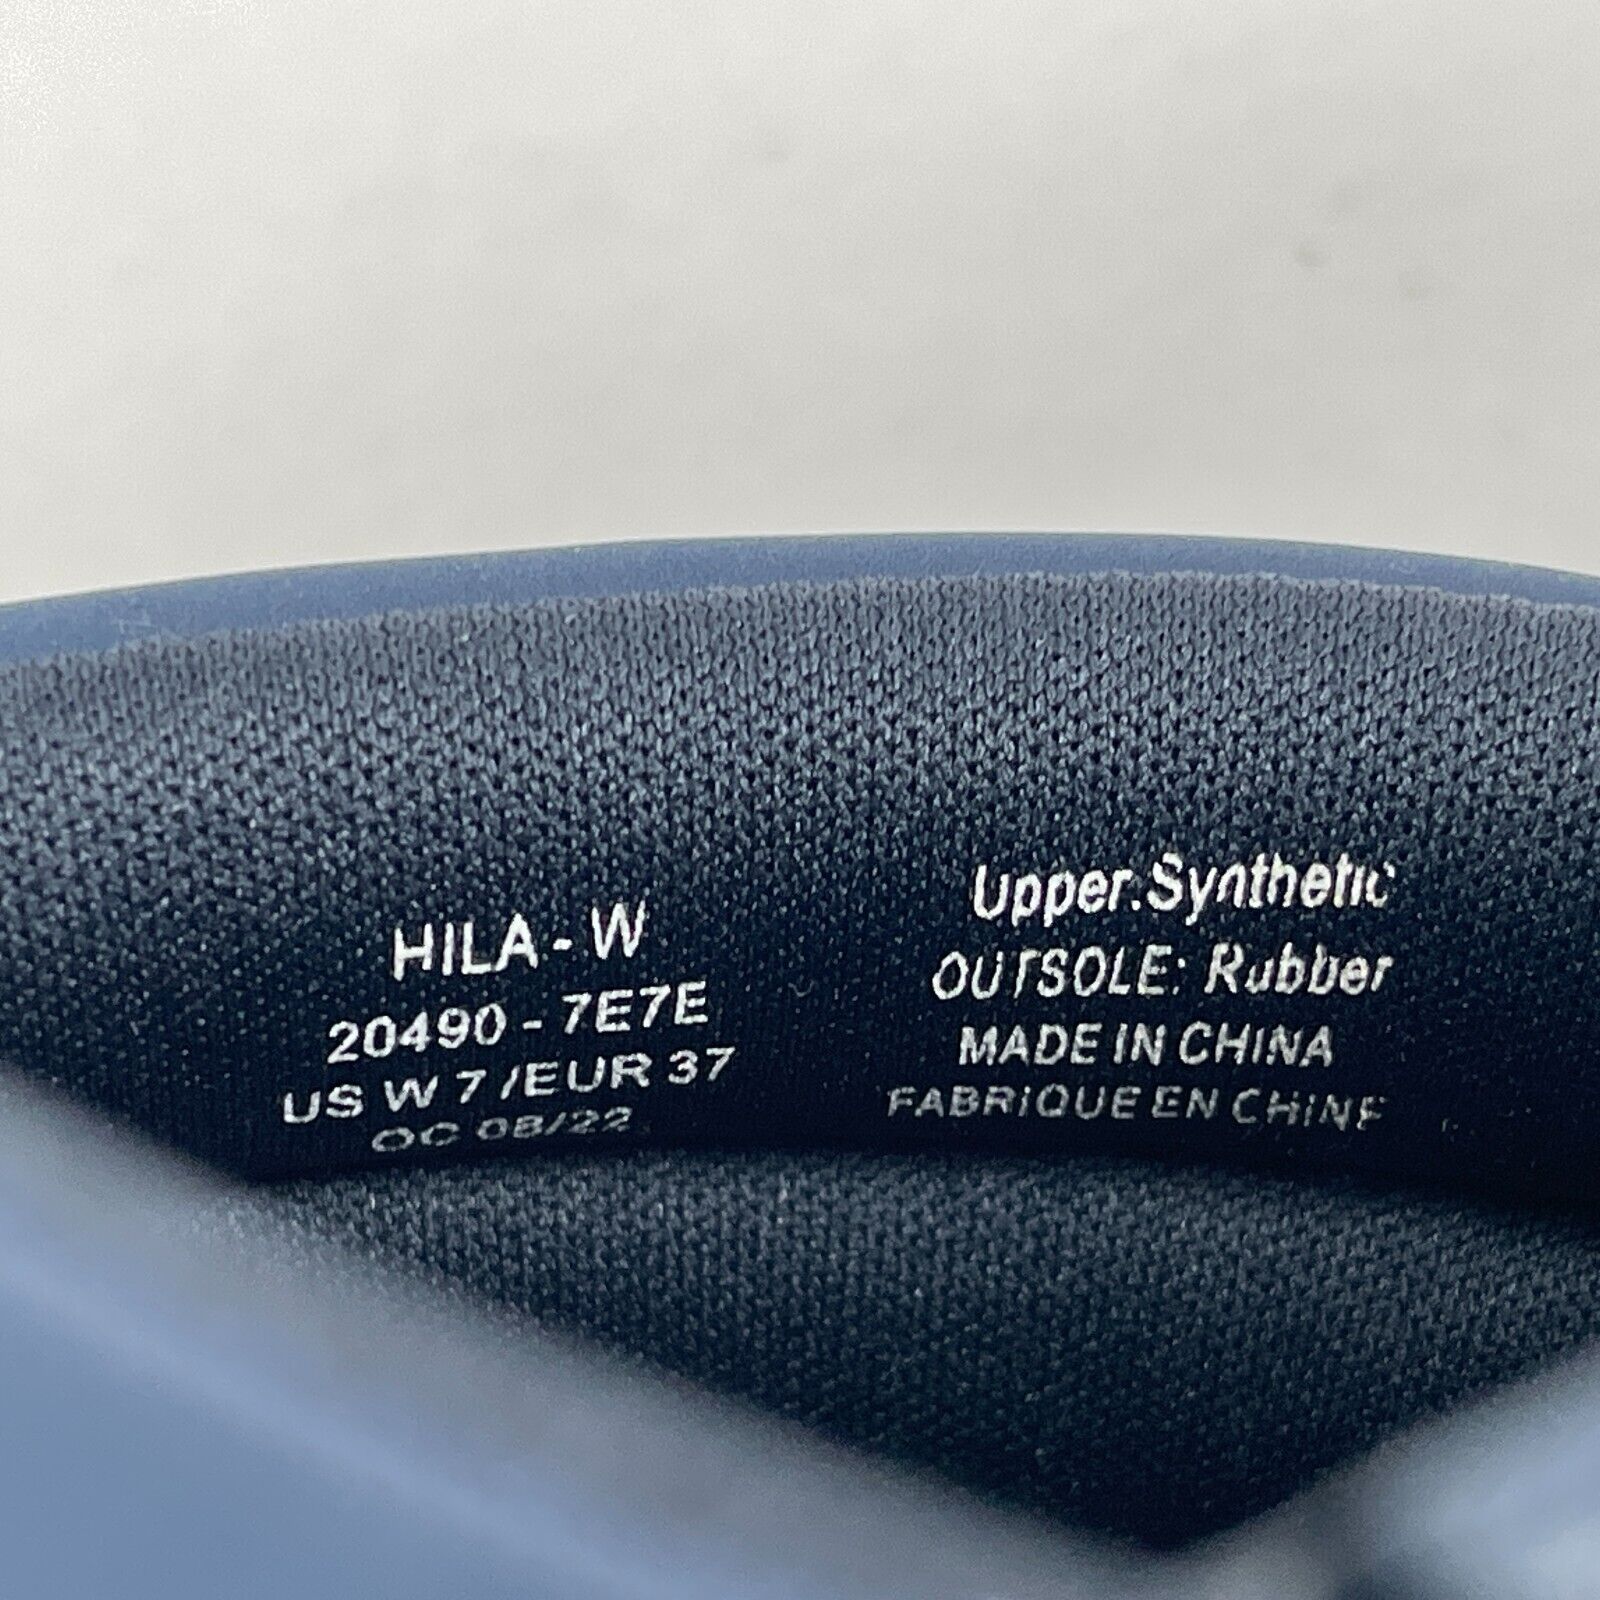 HILA - W
20490 - 7E7E
US W 7 /EUR 37
OC 08/22
Upper:Synthetic
OUTSOLE: Rubber
MADE IN CHINA
FABRIQUE EN CHINE